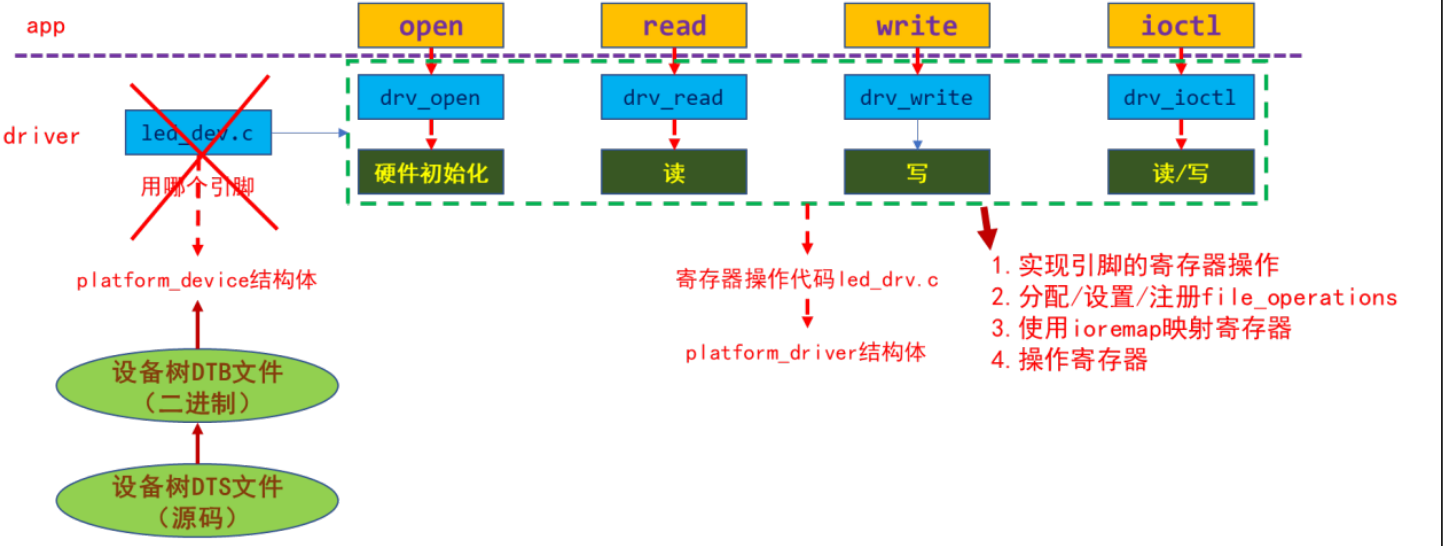 app
open
read
write
ioctl
driver
led_dev.c
drv_open
drv_read
drv_write
drv_ioctl
用哪个引脚
硬件初始化
读
写
读/写
platform_device结构体
寄存器操作代码led_drv.c
platform_driver结构体
1.实现引脚的寄存器操作
2.分配/设置/注册file_operations
3.使用ioremap映射寄存器
4.操作寄存器
设备树DTB文件
（二进制）
设备树DTS文件
（源码）